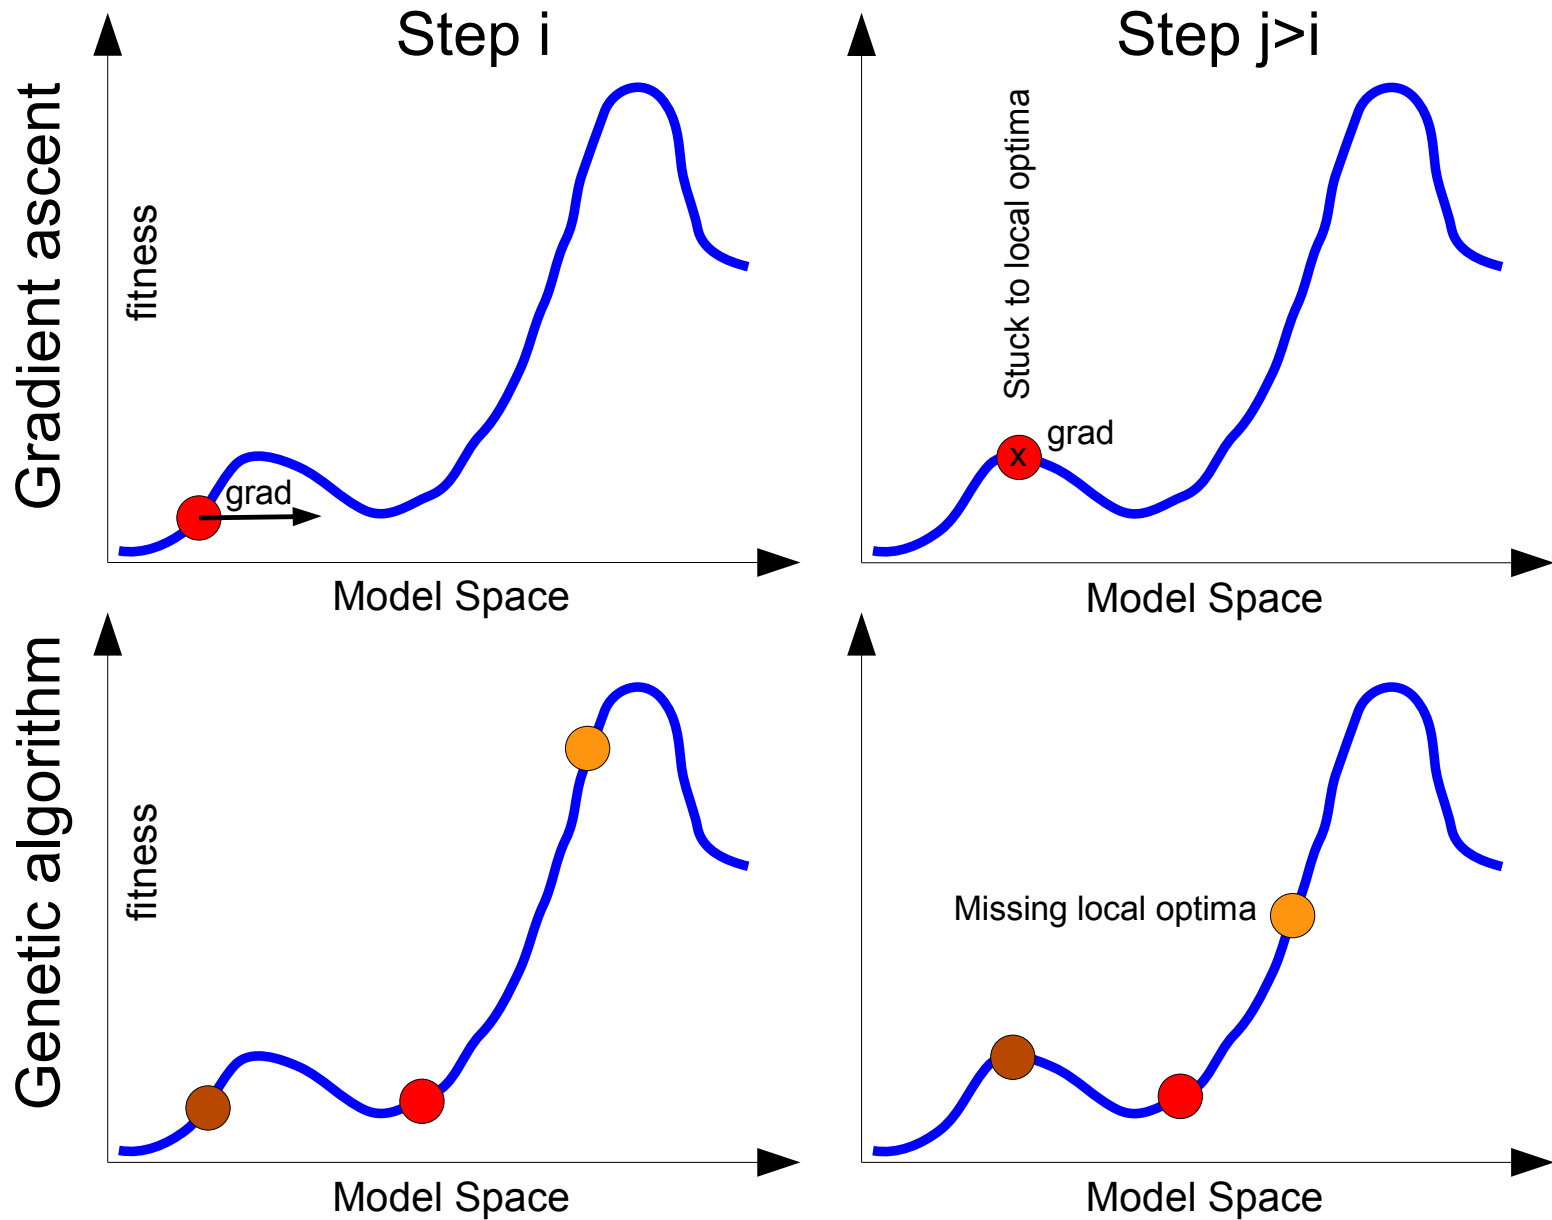 Step i
Step j>i
Gradient ascent
fitness
grad
Model Space
Stuck to local optima
grad
x
Model Space
Genetic algorithm
fitness
Model Space
Missing local optima
Model Space